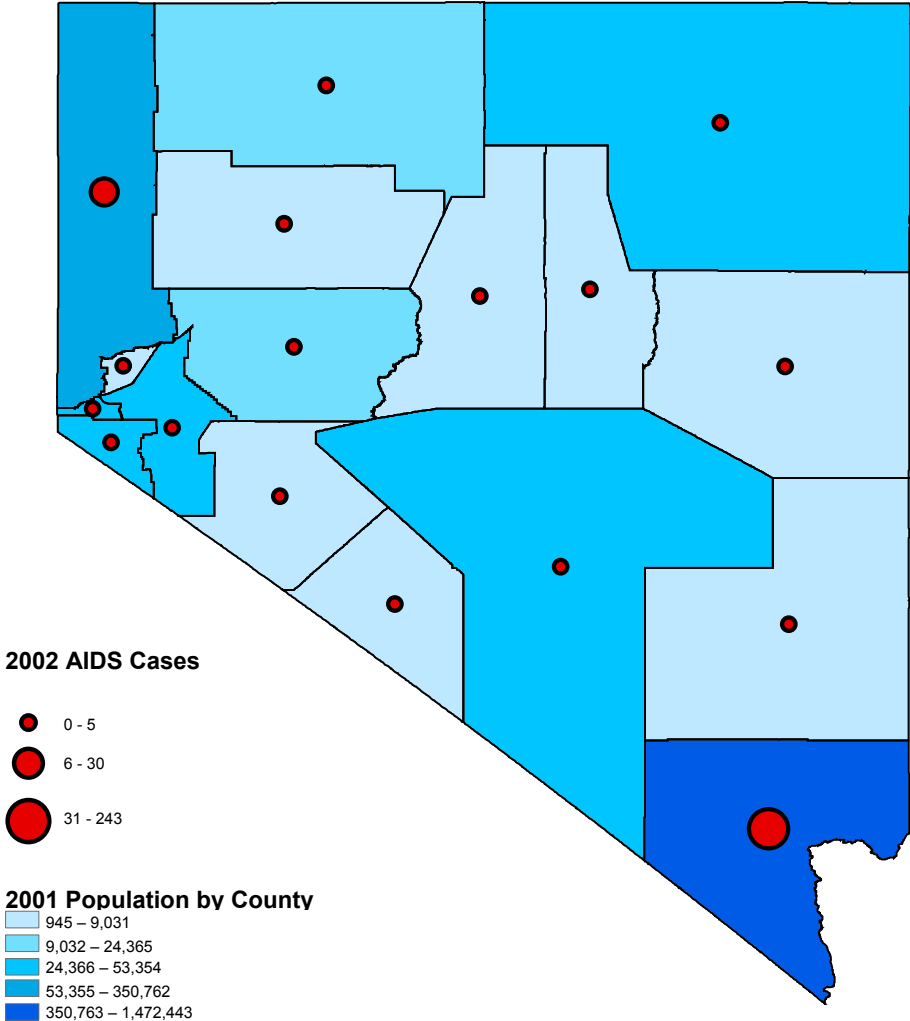 2002 AIDS Cases
0 - 5
6 - 30
31 - 243
2001 Population by County
945 – 9,031
9,032 – 24,365
24,366 – 53,354
53,355 – 350,762
350,763 – 1,472,443